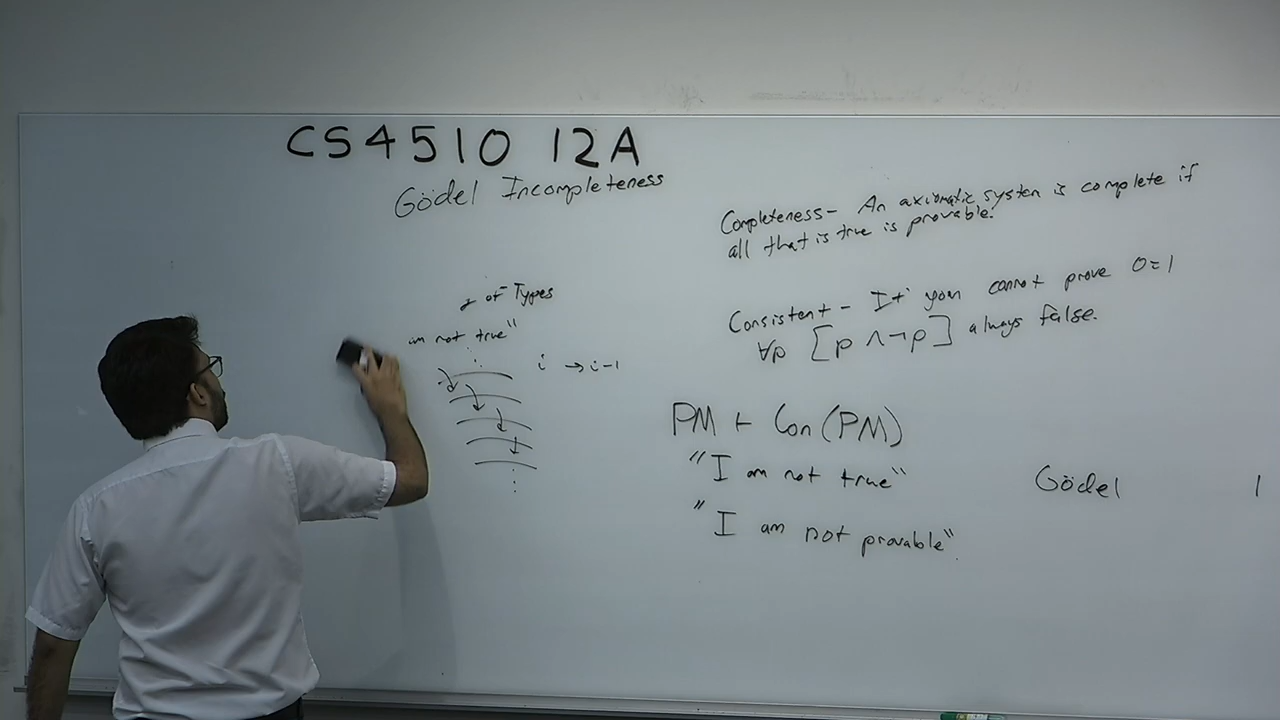 CS4510 12A
Gödel Incompleteness
Completeness- An axiomatic system is complete if
all that is true is provable.
Consistent - If you cannot prove 0=1
∀p [p ∧ ¬p] always false.
of Types
am not true"
i → i-1
PM ⊢ Con(PM)
"I am not true"
"I am not provable".
Gödel 1